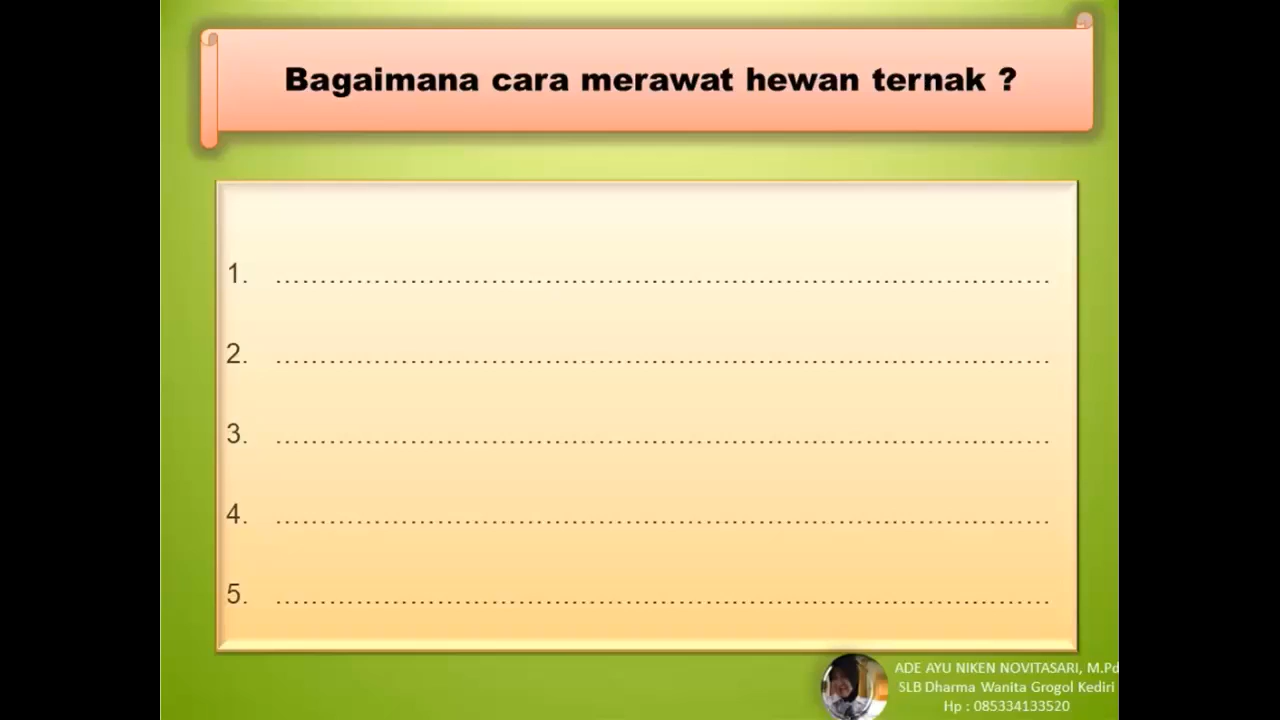 Bagaimana cara merawat hewan ternak ?
1. ........................................................................................
2. ........................................................................................
3. ........................................................................................
4. ........................................................................................
5. ........................................................................................
ADE AYU NIKEN NOVITASARI, M.Pd
SLB Dharma Wanita Grogol Kediri
Hp : 085334133520